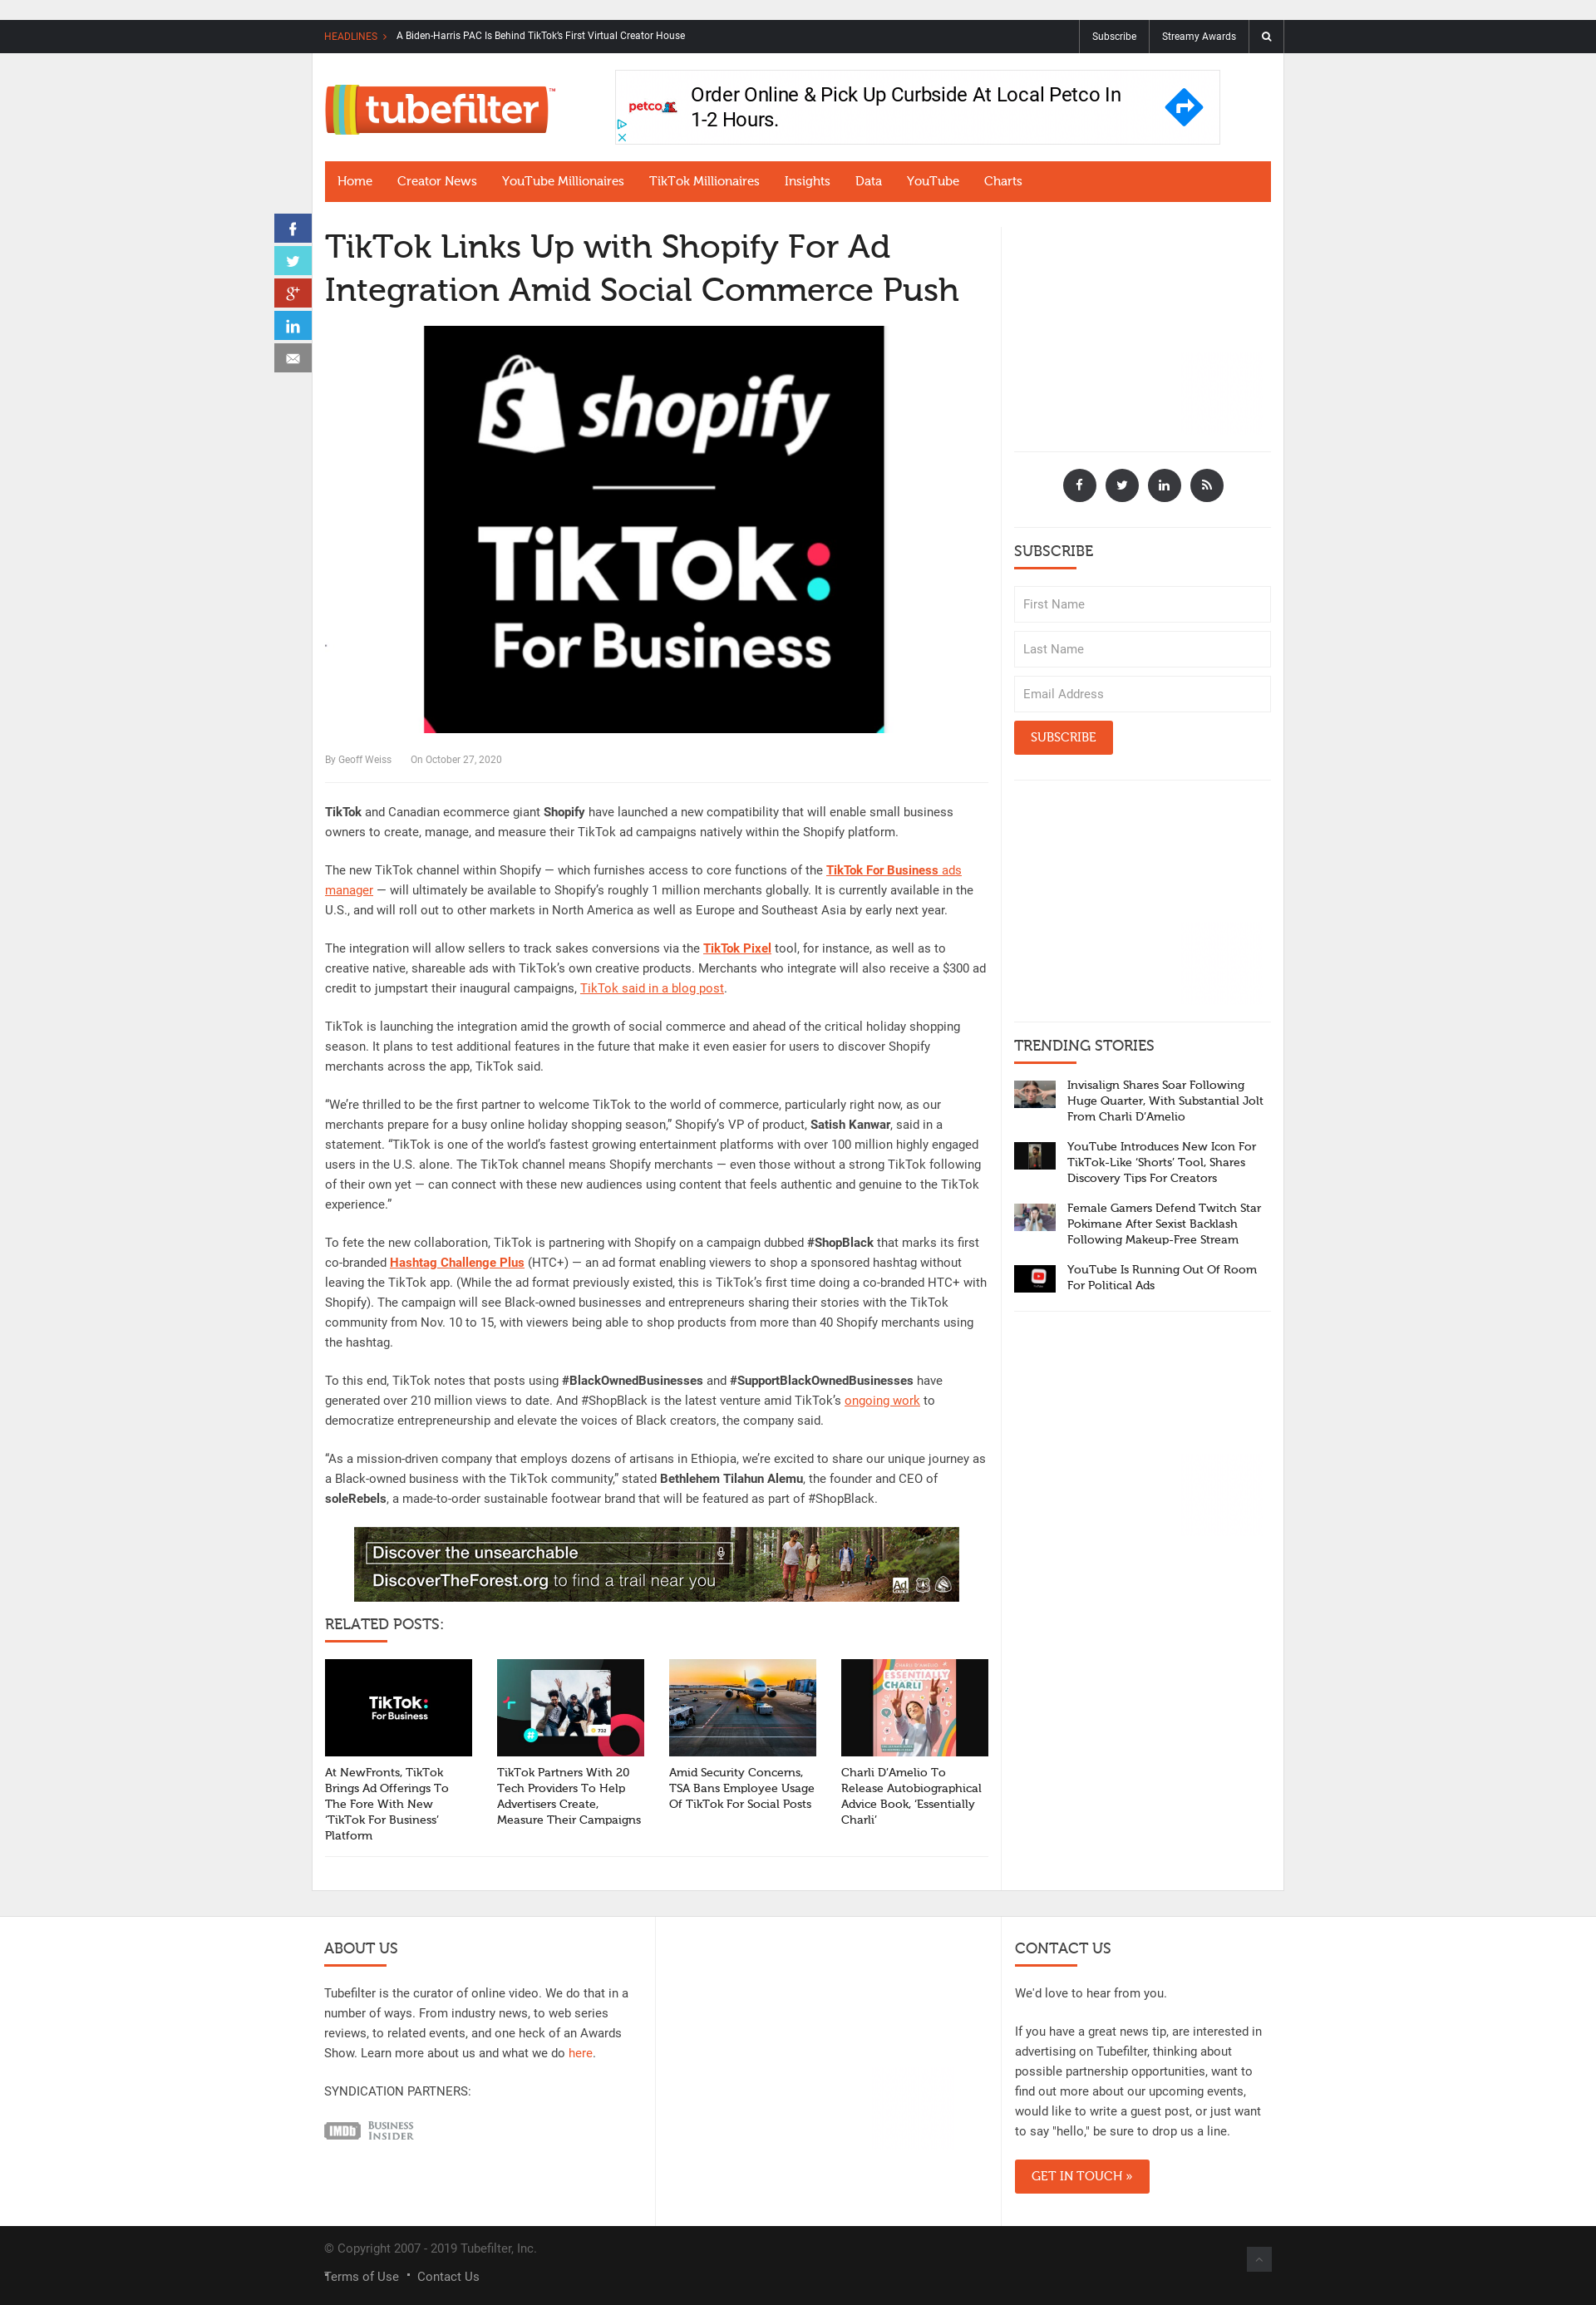 HEADLINES > A Biden-Harris PAC Is Behind TikTok's First Virtual Creator House
Subscribe
Streamy Awards
tubefilter™
petco
Order Online & Pick Up Curbside At Local Petco In
1-2 Hours.
Home
Creator News
YouTube Millionaires
TikTok Millionaires
Insights
Data
YouTube
Charts
TikTok Links Up with Shopify For Ad
Integration Amid Social Commerce Push
shopify
TikTok:
For Business
By Geoff Weiss On October 27, 2020
TikTok and Canadian ecommerce giant Shopify have launched a new compatibility that will enable small business
owners to create, manage, and measure their TikTok ad campaigns natively within the Shopify platform.
The new TikTok channel within Shopify — which furnishes access to core functions of the TikTok For Business ads
manager — will ultimately be available to Shopify’s roughly 1 million merchants globally. It is currently available in the
U.S., and will roll out to other markets in North America as well as Europe and Southeast Asia by early next year.
The integration will allow sellers to track sakes conversions via the TikTok Pixel tool, for instance, as well as to
creative native, shareable ads with TikTok’s own creative products. Merchants who integrate will also receive a $300 ad
credit to jumpstart their inaugural campaigns, TikTok said in a blog post.
TikTok is launching the integration amid the growth of social commerce and ahead of the critical holiday shopping
season. It plans to test additional features in the future that make it even easier for users to discover Shopify
merchants across the app, TikTok said.
“We’re thrilled to be the first partner to welcome TikTok to the world of commerce, particularly right now, as our
merchants prepare for a busy online holiday shopping season,” Shopify’s VP of product, Satish Kanwar, said in a
statement. “TikTok is one of the world’s fastest growing entertainment platforms with over 100 million highly engaged
users in the U.S. alone. The TikTok channel means Shopify merchants — even those without a strong TikTok following
of their own yet — can connect with these new audiences using content that feels authentic and genuine to the TikTok
experience.”
To fete the new collaboration, TikTok is partnering with Shopify on a campaign dubbed #ShopBlack that marks its first
co-branded Hashtag Challenge Plus (HTC+) — an ad format enabling viewers to shop a sponsored hashtag without
leaving the TikTok app. (While the ad format previously existed, this is TikTok’s first time doing a co-branded HTC+ with
Shopify). The campaign will see Black-owned businesses and entrepreneurs sharing their stories with the TikTok
community from Nov. 10 to 15, with viewers being able to shop products from more than 40 Shopify merchants using
the hashtag.
To this end, TikTok notes that posts using #BlackOwnedBusinesses and #SupportBlackOwnedBusinesses have
generated over 210 million views to date. And #ShopBlack is the latest venture amid TikTok’s ongoing work to
democratize entrepreneurship and elevate the voices of Black creators, the company said.
“As a mission-driven company that employs dozens of artisans in Ethiopia, we’re excited to share our unique journey as
a Black-owned business with the TikTok community,” stated Bethlehem Tilahun Alemu, the founder and CEO of
soleRebels, a made-to-order sustainable footwear brand that will be featured as part of #ShopBlack.
Discover the unsearchable
DiscoverTheForest.org to find a trail near you
Ad
RELATED POSTS:
TikTok:
For Business
722
CHARLI D'AMELIO
ESSENTIALLY
CHARLI
At NewFronts, TikTok
Brings Ad Offerings To
The Fore With New
‘TikTok For Business’
Platform
TikTok Partners With 20
Tech Providers To Help
Advertisers Create,
Measure Their Campaigns
Amid Security Concerns,
TSA Bans Employee Usage
Of TikTok For Social Posts
Charli D’Amelio To
Release Autobiographical
Advice Book, ‘Essentially
Charli’
SUBSCRIBE
First Name
Last Name
Email Address
SUBSCRIBE
TRENDING STORIES
Invisalign Shares Soar Following
Huge Quarter, With Substantial Jolt
From Charli D’Amelio
YouTube Introduces New Icon For
TikTok-Like ‘Shorts’ Tool, Shares
Discovery Tips For Creators
Female Gamers Defend Twitch Star
Pokimane After Sexist Backlash
Following Makeup-Free Stream
YouTube Is Running Out Of Room
For Political Ads
ABOUT US
Tubefilter is the curator of online video. We do that in a
number of ways. From industry news, to web series
reviews, to related events, and one heck of an Awards
Show. Learn more about us and what we do here.
SYNDICATION PARTNERS:
IMDb
BUSINESS
INSIDER
CONTACT US
We'd love to hear from you.
If you have a great news tip, are interested in
advertising on Tubefilter, thinking about
possible partnership opportunities, want to
find out more about our upcoming events,
would like to write a guest post, or just want
to say "hello," be sure to drop us a line.
GET IN TOUCH »
© Copyright 2007 - 2019 Tubefilter, Inc.
Terms of Use • Contact Us